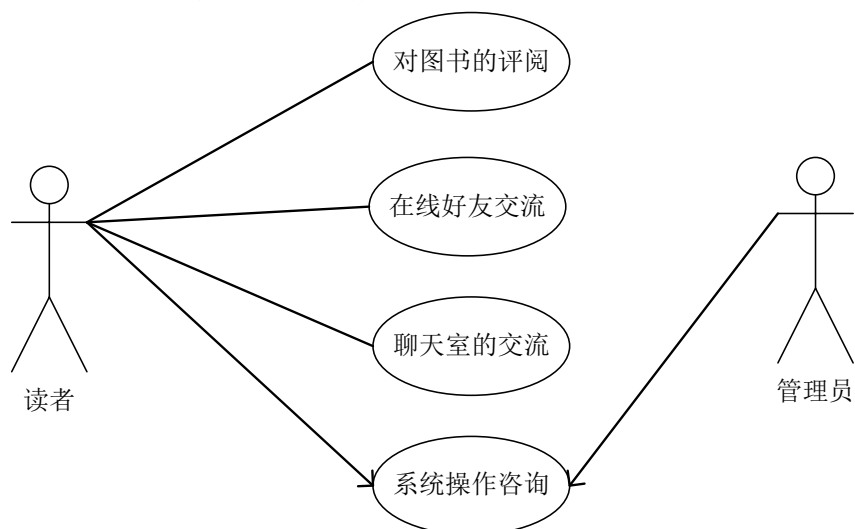 对图书的评阅
在线好友交流
聊天室的交流
读者
管理员
系统操作咨询